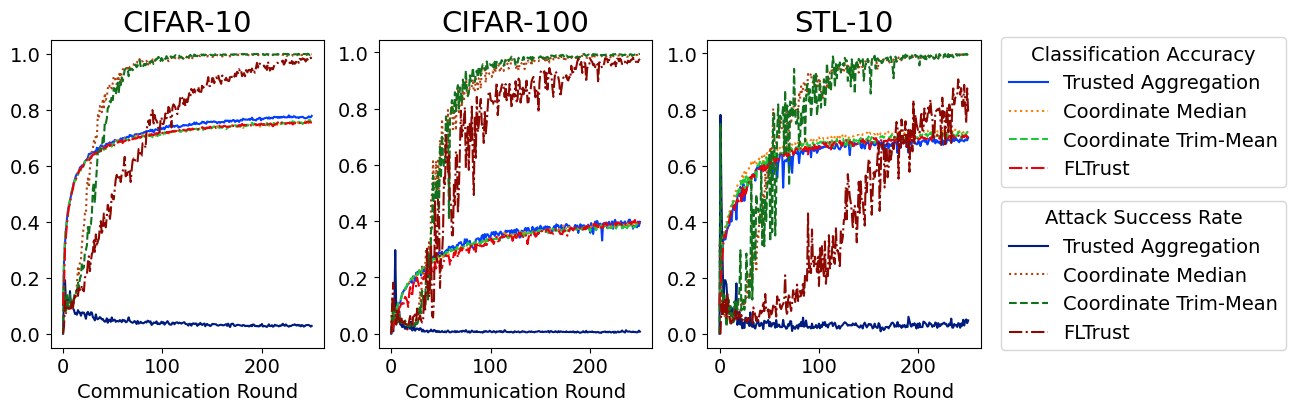 CIFAR-10
1.0
0.8
0.6
0.4
0.2
0.0
0
100
200
Communication Round
CIFAR-100
1.0
0.8
0.6
0.4
0.2
0.0
0
100
200
Communication Round
STL-10
1.0
0.8
0.6
0.4
0.2
0.0
0
100
200
Communication Round
Classification Accuracy
Trusted Aggregation
Coordinate Median
Coordinate Trim-Mean
FLTrust
Attack Success Rate
Trusted Aggregation
Coordinate Median
Coordinate Trim-Mean
FLTrust